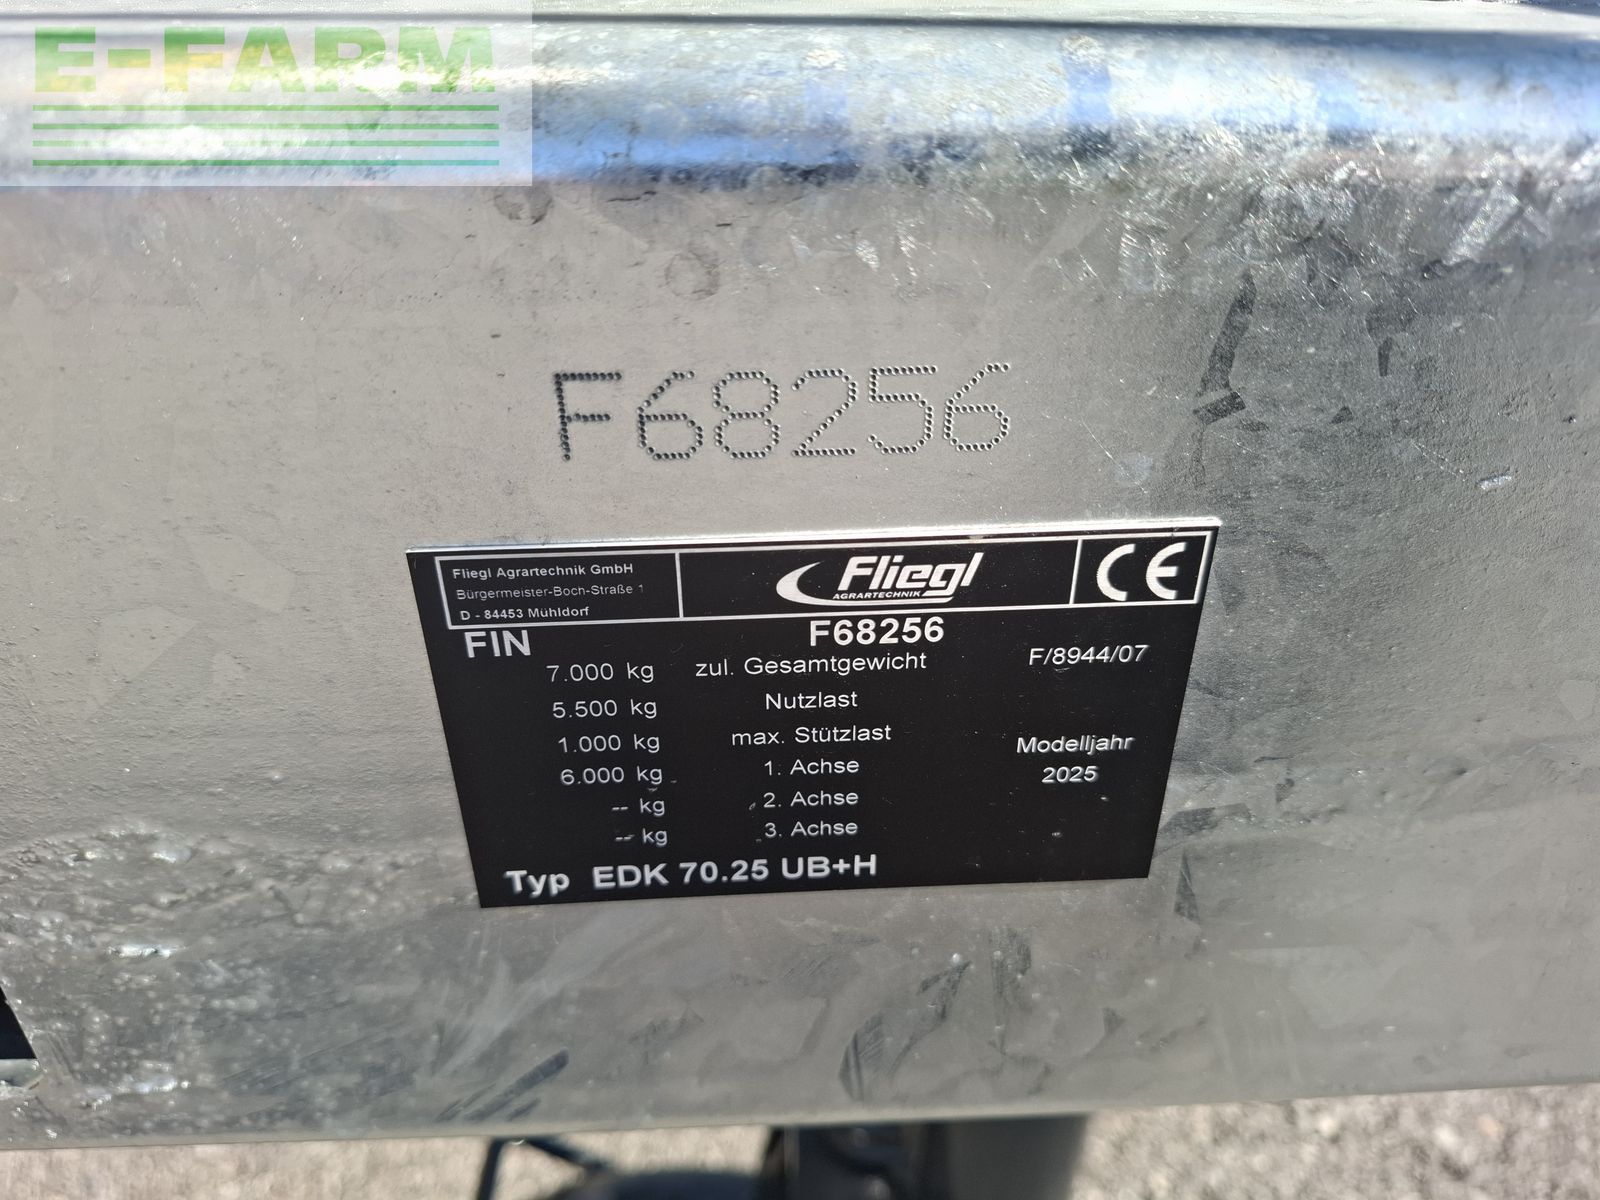 E-FARM
F68256
Fliegl Agrartechnik GmbH
Bürgermeister-Boch-Straße 1
D - 84453 Mühldorf
Fliegl
AGRARTECHNIK
CE
FIN F68256
7.000 kg zul. Gesamtgewicht F/8944/07
5.500 kg Nutzlast
1.000 kg max. Stützlast Modelljahr
6.000 kg 1. Achse 2025
-- kg 2. Achse
-- kg 3. Achse
Typ EDK 70.25 UB+H